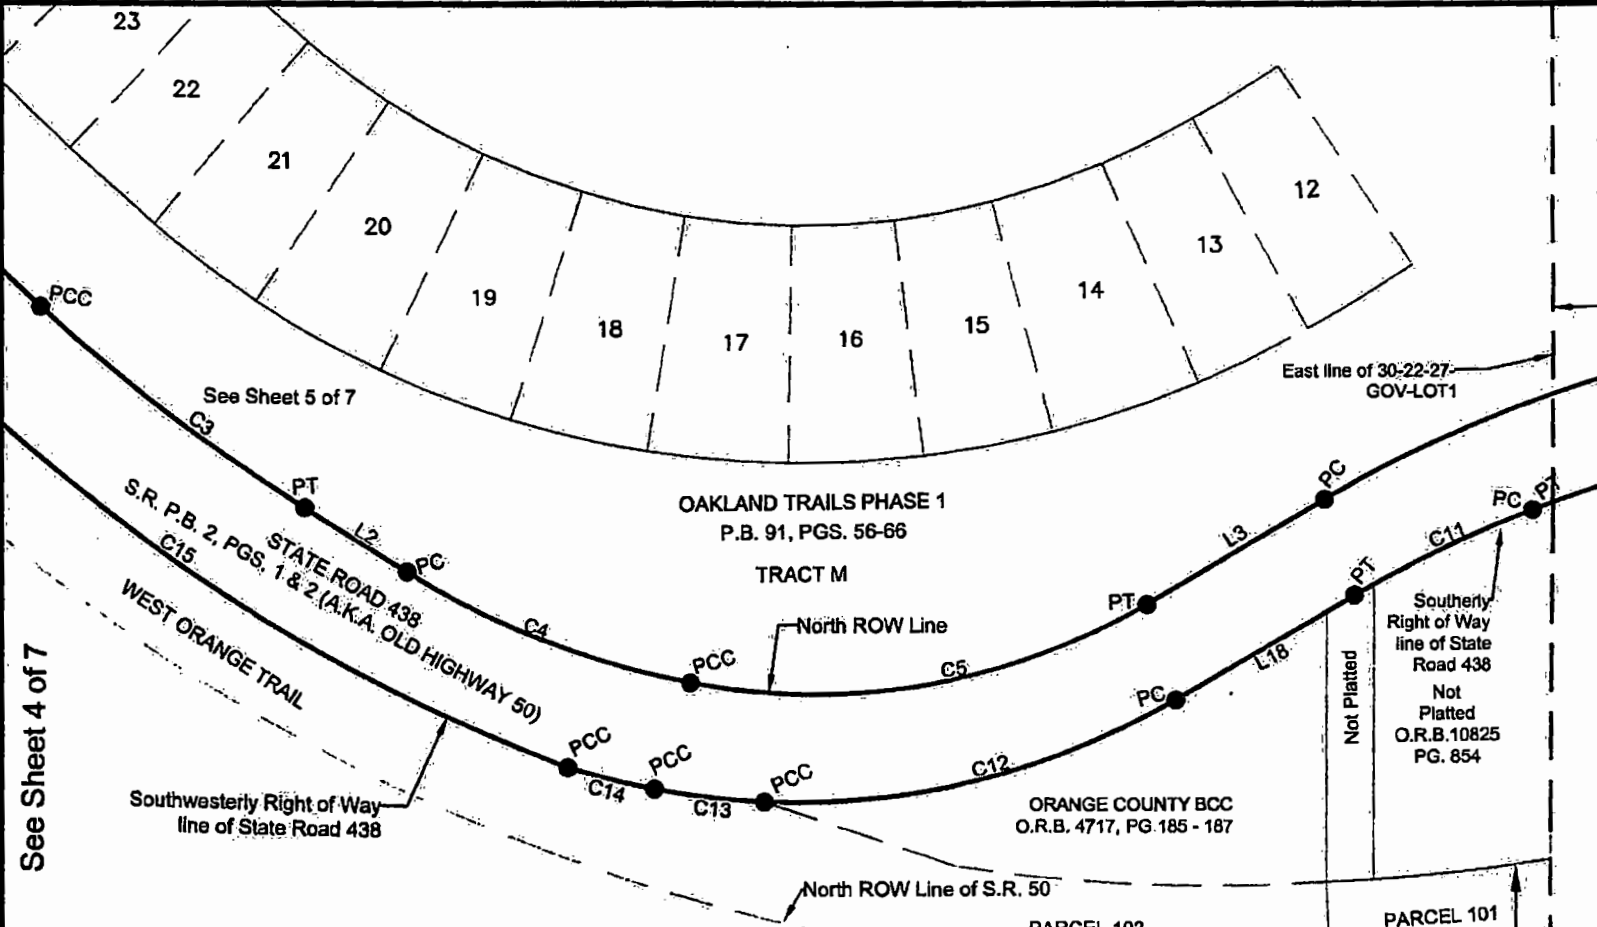 23
22
21
20
19
18
17
16
15
14
13
12
PCC
See Sheet 5 of 7
C3
PT
L2
PC
East line of 30-22-27-
GOV-LOT1
OAKLAND TRAILS PHASE 1
P.B. 91, PGS. 56-66
TRACT M
PC
L3
PT
PC
PT
C11
PT
S.R. P.B. 2, PGS. 1 & 2 (A.K.A. OLD HIGHWAY 50)
STATE ROAD 438
C15
WEST ORANGE TRAIL
C4
North ROW Line
PCC
C5
L18
PC
Southerly
Right of Way
line of State
Road 438
Not
Platted
O.R.B.10825
PG. 854
Not Platted
See Sheet 4 of 7
PCC
PCC
PCC
C14
C13
C12
Southwesterly Right of Way
line of State Road 438
ORANGE COUNTY BCC
O.R.B. 4717, PG 185 - 187
North ROW Line of S.R. 50
PARCEL 101